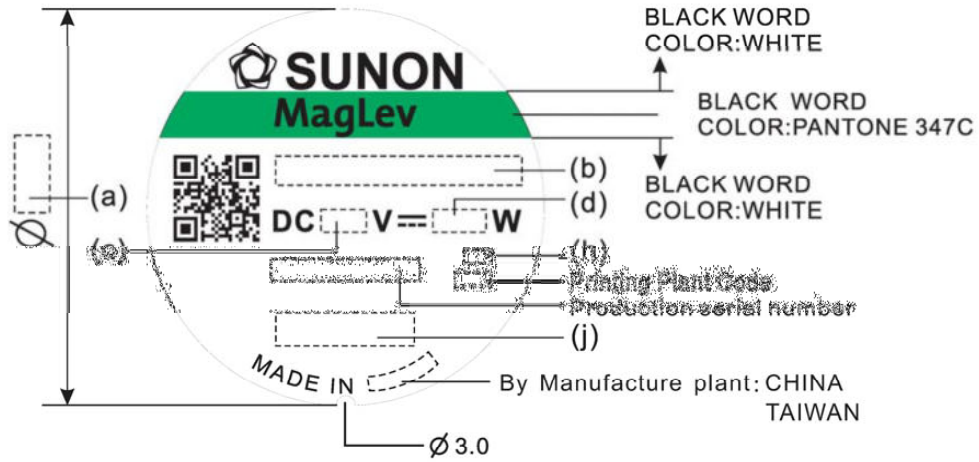 BLACK WORD
COLOR:WHITE
SUNON
MagLev
BLACK WORD
COLOR:PANTONE 347C
(a)
(b)
BLACK WORD
COLOR:WHITE
(d)
DC V W
Ø
(h)
Printing Plant Code
Production serial number
(j)
MADE IN
By Manufacture plant: CHINA
TAIWAN
Ø 3.0